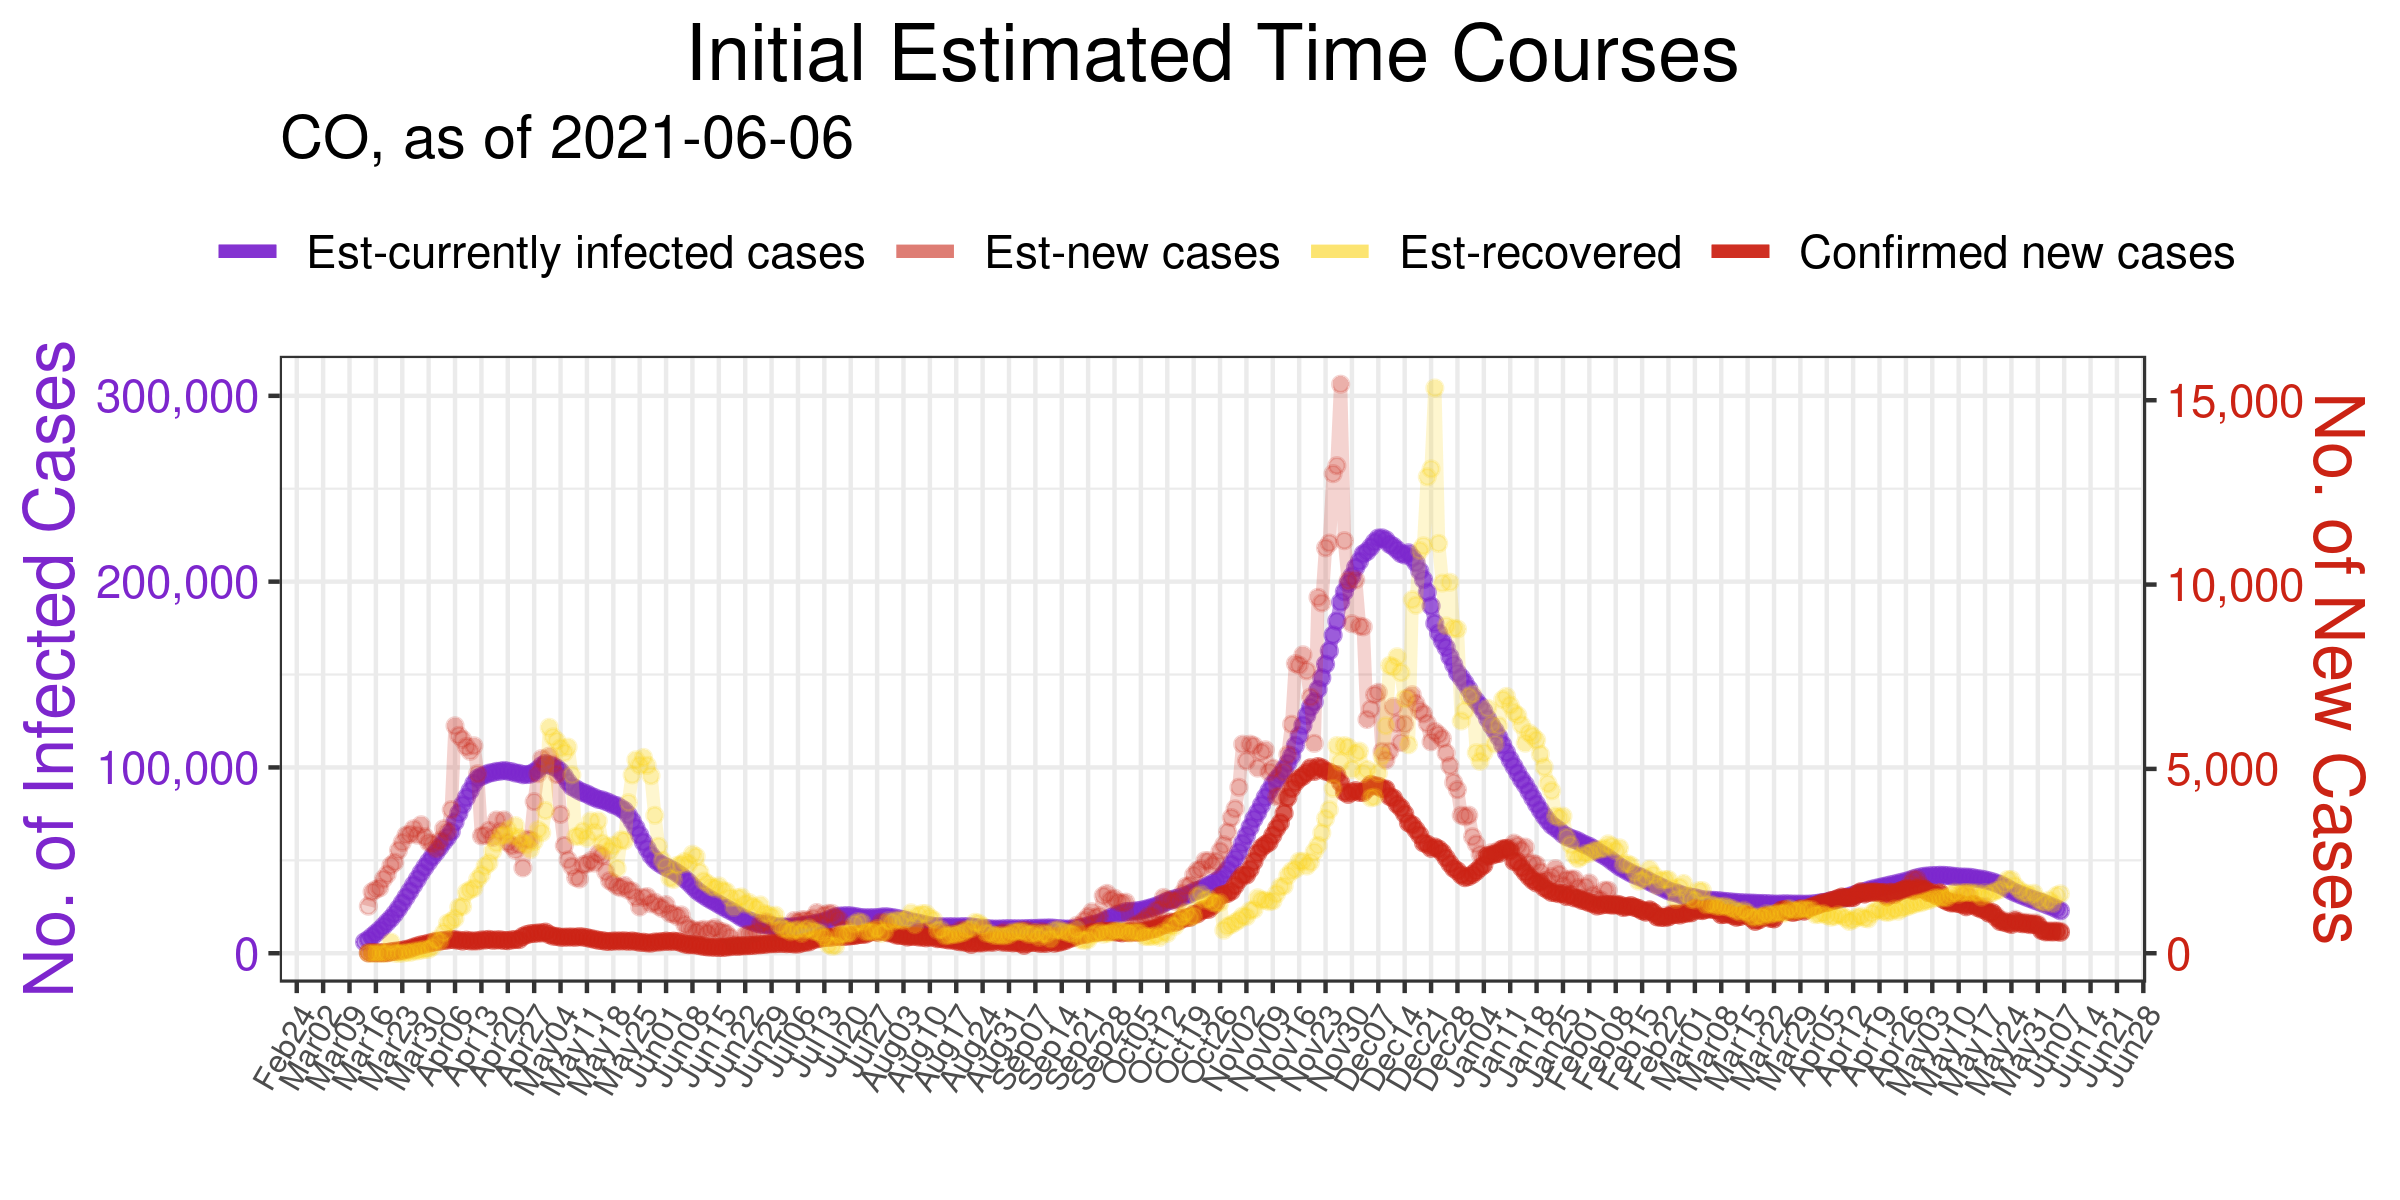 Initial Estimated Time Courses
CO, as of 2021-06-06
Est-currently infected cases
Est-new cases
Est-recovered
Confirmed new cases
No. of Infected Cases
300,000
200,000
100,000
0
15,000
10,000
5,000
0
No. of New Cases
Feb24
Mar02
Mar09
Mar16
Mar23
Mar30
Apr06
Apr13
Apr20
Apr27
May04
May11
May18
May25
Jun01
Jun08
Jun15
Jun22
Jun29
Jul06
Jul13
Jul20
Jul27
Aug03
Aug10
Aug17
Aug24
Aug31
Sep07
Sep14
Sep21
Sep28
Oct05
Oct12
Oct19
Oct26
Nov02
Nov09
Nov16
Nov23
Nov30
Dec07
Dec14
Dec21
Dec28
Jan04
Jan11
Jan18
Jan25
Feb01
Feb08
Feb15
Feb22
Mar01
Mar08
Mar15
Mar22
Mar29
Apr05
Apr12
Apr19
Apr26
May03
May10
May17
May24
May31
Jun07
Jun14
Jun21
Jun28